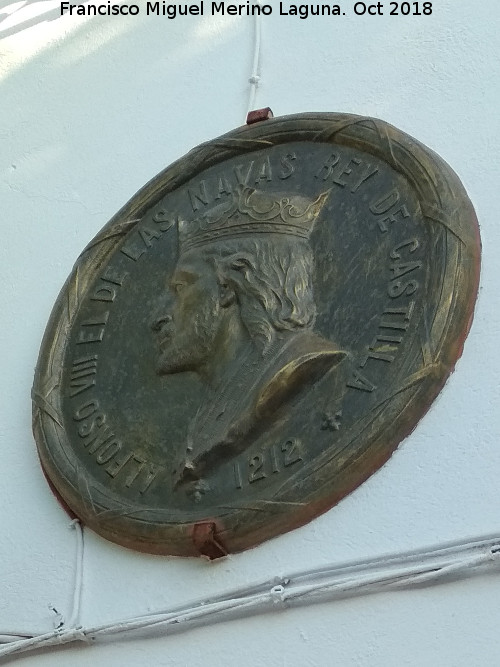 Francisco Miguel Merino Laguna. Oct 2018
ALFONSO VIII EL DE LAS NAVAS REY DE CASTILLA
1212